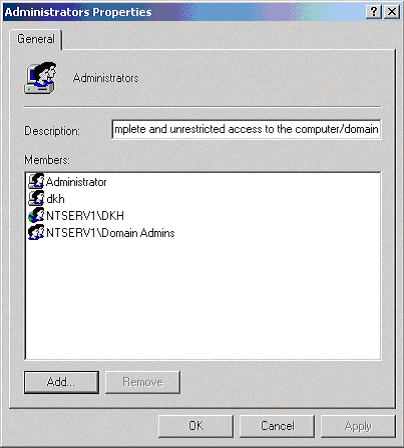 Administrators Properties
General
Administrators
Description: mplete and unrestricted access to the computer/domain
Members:
Administrator
dkh
NTSERV1\DKH
NTSERV1\Domain Admins
Add... Remove
OK Cancel Apply